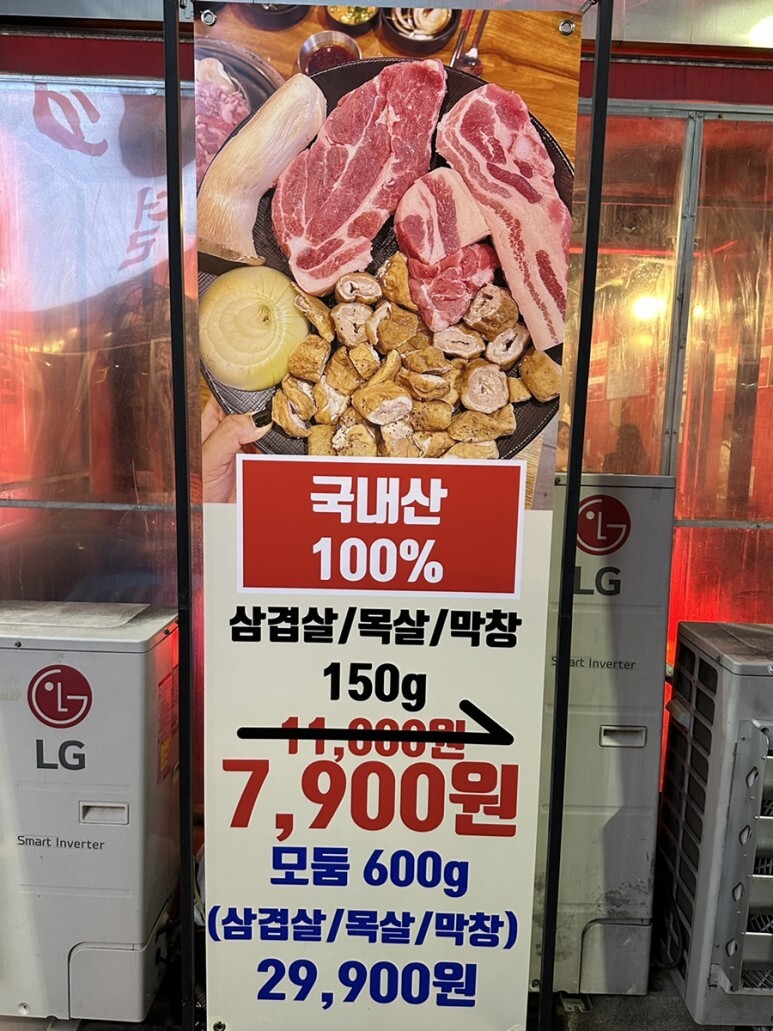 국내산
100%
삼겹살/목살/막창
150g
11,000원
7,900원
모둠 600g
(삼겹살/목살/막창)
29,900원
LG
Smart Inverter
LG
Smart Inverter